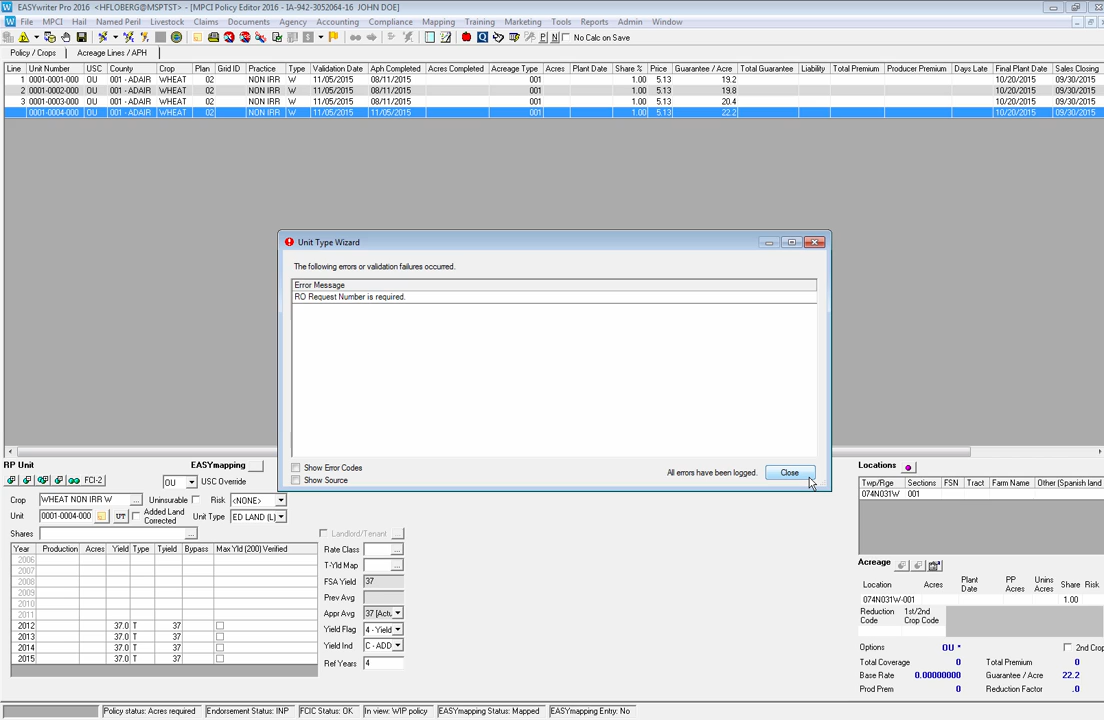 EASYwriter Pro 2016 <HFLOBERG@MSPTST> - [MPCI Policy Editor 2016 - IA-942-3052064-16 JOHN DOE]
File MPCI Hail Named Peril Livestock Claims Documents Agency Accounting Compliance Mapping Training Marketing Tools Reports Admin Window
P N No Calc on Save
Policy / Crops Acreage Lines / APH
Line Unit Number USC County Crop Plan Grid ID Practice Type Validation Date Aph Completed Acres Completed Acreage Type Acres Plant Date Share % Price Guarantee / Acre Total Guarantee Liability Total Premium Producer Premium Days Late Final Plant Date Sales Closing
1 0001-0001-000 OU 001 - ADAIR WHEAT 02 NON IRR W 11/05/2015 08/11/2015 001 1.00 5.13 19.2 10/20/2015 09/30/2015
2 0001-0002-000 OU 001 - ADAIR WHEAT 02 NON IRR W 11/05/2015 08/11/2015 001 1.00 5.13 19.8 10/20/2015 09/30/2015
3 0001-0003-000 OU 001 - ADAIR WHEAT 02 NON IRR W 11/05/2015 08/11/2015 001 1.00 5.13 20.4 10/20/2015 09/30/2015
0001-0004-000 OU 001 - ADAIR WHEAT 02 NON IRR W 11/05/2015 11/05/2015 001 1.00 5.13 22.2 10/20/2015 09/30/2015
Unit Type Wizard
The following errors or validation failures occurred.
Error Message
RO Request Number is required.
Show Error Codes
Show Source
All errors have been logged. Close
RP Unit EASYmapping
FCI-2 OU USC Override
Crop WHEAT NON IRR W ... Uninsurable Risk <NONE>
Unit 0001-0004-000 UT Added Land Corrected Unit Type ED LAND (L)
Shares ...
Year Production Acres Yield Type Tyield Bypass Max Yld (200) Verified
2006
2007
2008
2009
2010
2011
2012 37.0 T 37
2013 37.0 T 37
2014 37.0 T 37
2015 37.0 T 37
Landlord/Tenant ...
Rate Class ...
T-Yld Map ...
FSA Yield 37
Prev Avg
Appr Avg 37 (Actu
Yield Flag 4 - Yield
Yield Ind C - ADD
Ref Years 4
Locations
Twp/Rge Sections FSN Tract Farm Name Other (Spanish land
074N031W 001
Acreage
Location Acres Plant Date PP Acres Unins Acres Share Risk
074N031W-001 1.00
Reduction Code 1st/2nd Crop Code
Options OU * 2nd Crop
Total Coverage 0 Total Premium 0
Base Rate 0.00000000 Guarantee / Acre 22.2
Prod Prem 0 Reduction Factor .0
Policy status: Acres required Endorsement Status: INP FCIC Status: OK In view: WIP policy EASYmapping Status: Mapped EASYmapping Entry: No